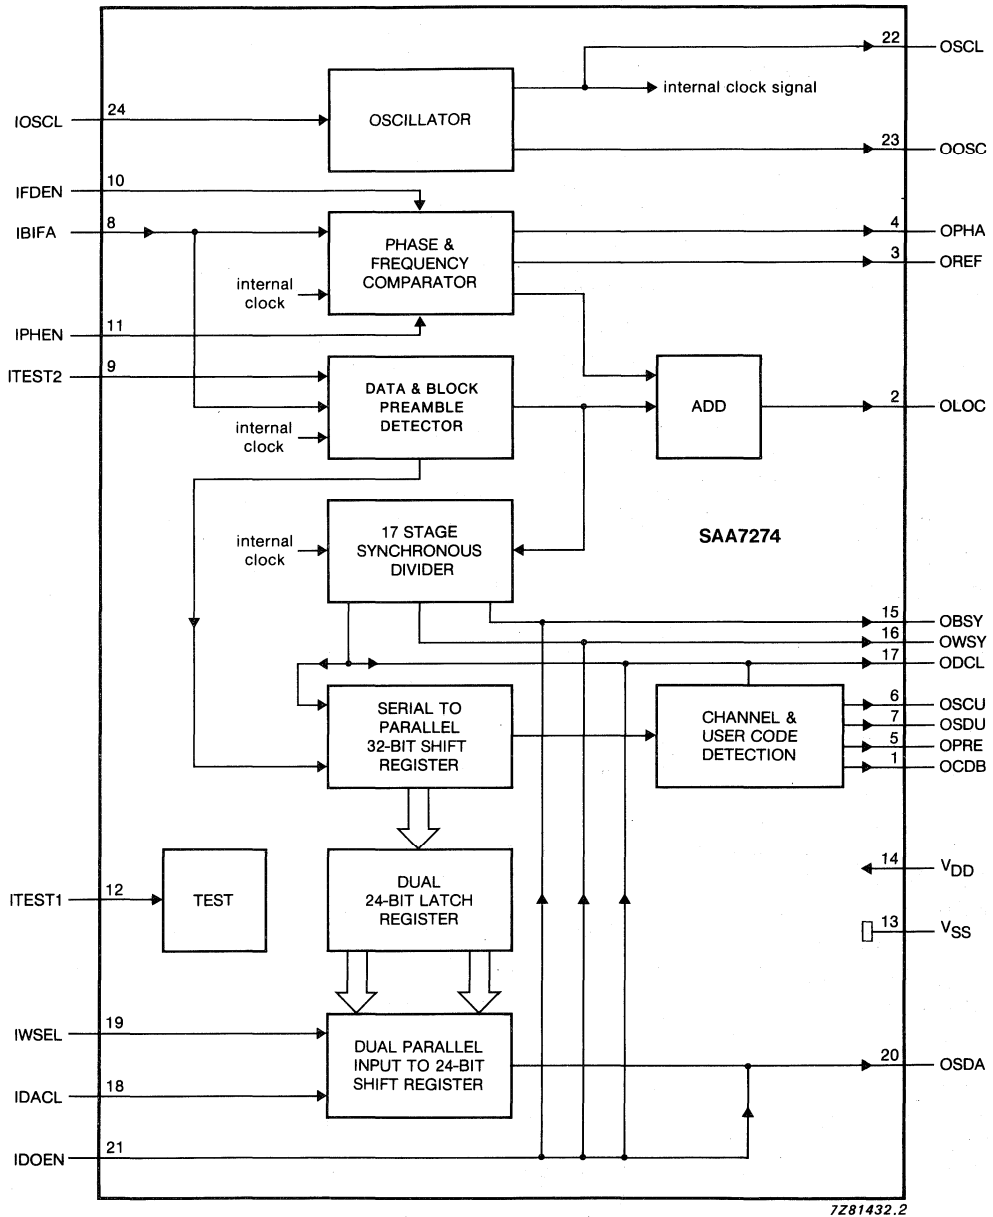 22 OSCL
internal clock signal
IOSCL 24
OSCILLATOR
23 OOSC
IFDEN 10
IBIFA 8
PHASE &
FREQUENCY
COMPARATOR
4 OPHA
3 OREF
internal
clock
IPHEN 11
ITEST2 9
DATA & BLOCK
PREAMBLE
DETECTOR
ADD
2 OLOC
internal
clock
17 STAGE
SYNCHRONOUS
DIVIDER
internal
clock
SAA7274
15 OBSY
16 OWSY
17 ODCL
SERIAL TO
PARALLEL
32-BIT SHIFT
REGISTER
CHANNEL &
USER CODE
DETECTION
6 OSCU
7 OSDU
5 OPRE
1 OCDB
14 VDD
13 VSS
ITEST1 12
TEST
DUAL
24-BIT LATCH
REGISTER
IWSEL 19
DUAL PARALLEL
INPUT TO 24-BIT
SHIFT REGISTER
20 OSDA
IDACL 18
IDOEN 21
7Z81432.2